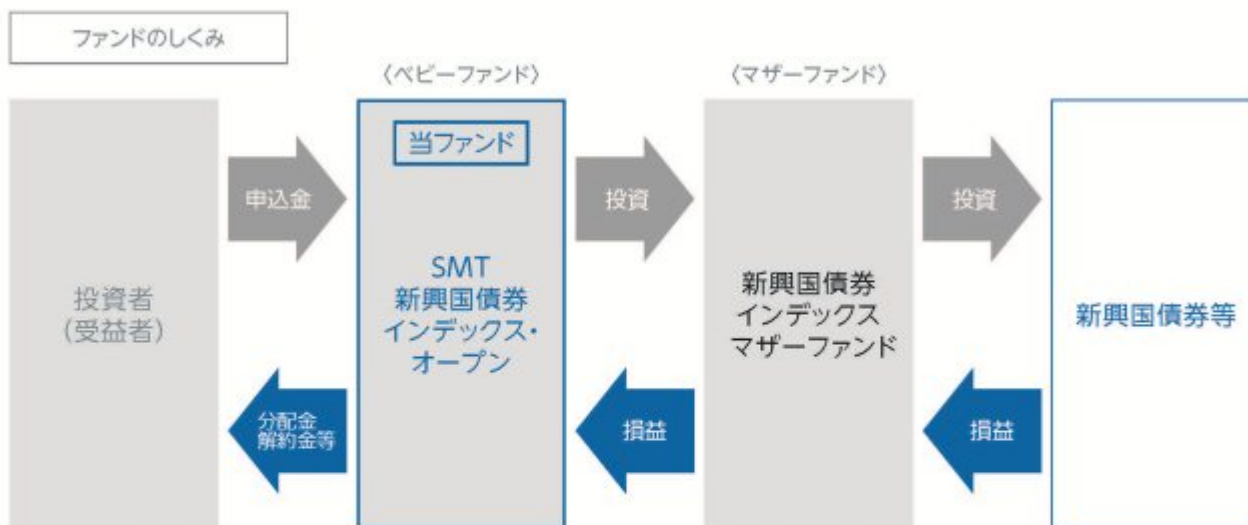 ファンドのしくみ
〈ベビーファンド〉
〈マザーファンド〉
投資者
(受益者)
申込金
分配金
解約金等
当ファンド
SMT
新興国債券
インデックス・
オープン
投資
損益
新興国債券
インデックス
マザーファンド
投資
損益
新興国債券等